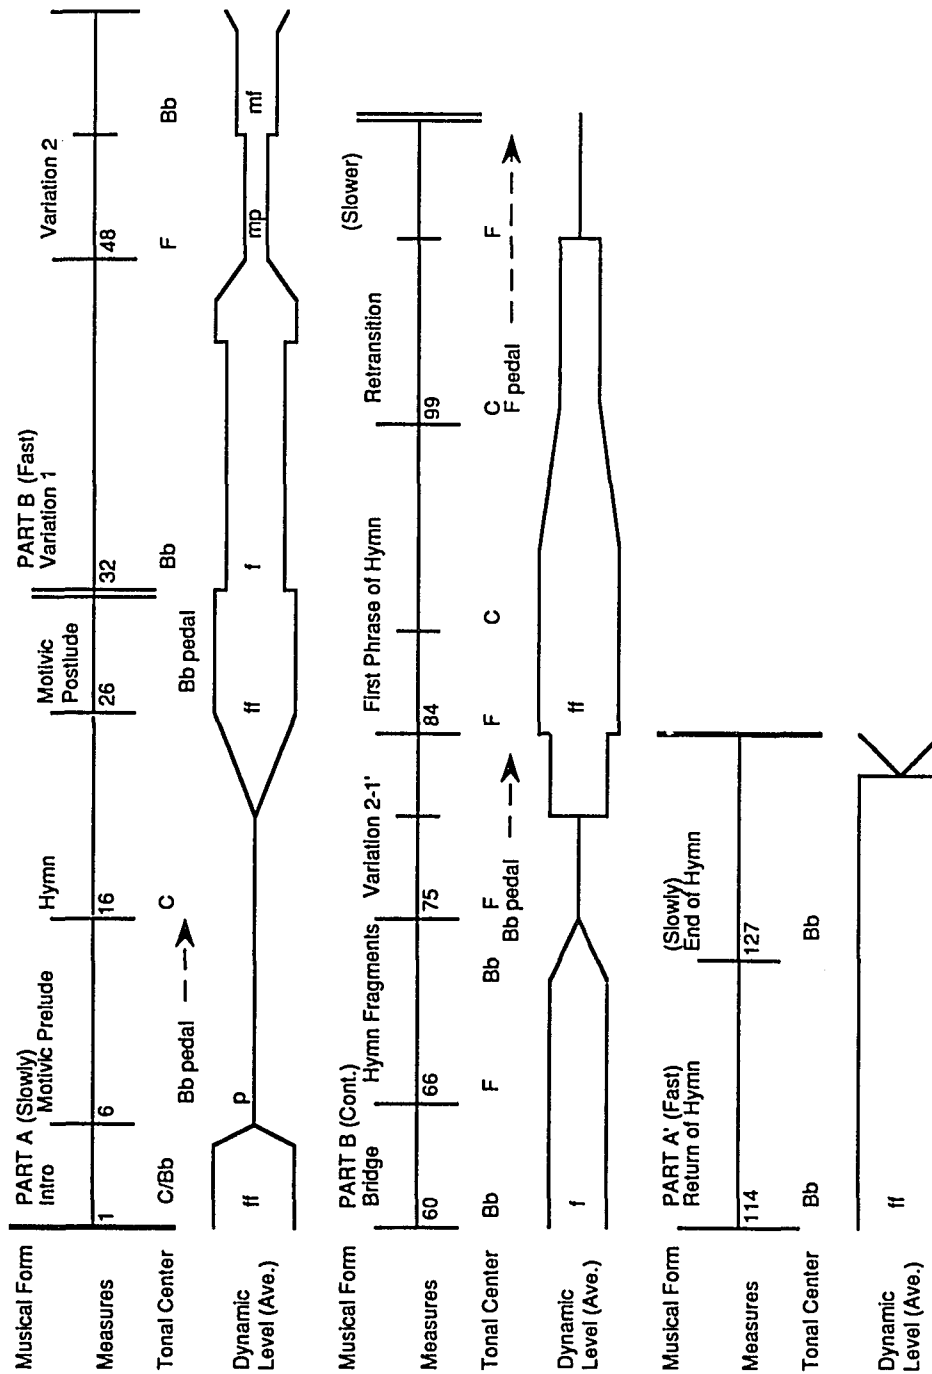 PART A (Slowly) PART B (Fast)
Musical Form Intro Motivic Prelude Hymn Motivic Postlude Variation 1 Variation 2
Measures 1 6 16 26 32 48
Tonal Center C/Bb C Bb F Bb
Bb pedal Bb pedal
Dynamic Level (Ave.) ff p ff f mp mf
PART B (Cont.)
Musical Form Bridge Hymn Fragments Variation 2-1' First Phrase of Hymn Retransition (Slower)
Measures 60 66 75 84 99
Tonal Center Bb F Bb F F C C F
Bb pedal F pedal
Dynamic Level (Ave.) f ff
PART A' (Fast) (Slowly)
Musical Form Return of Hymn End of Hymn
Measures 114 127
Tonal Center Bb Bb
Dynamic Level (Ave.) ff